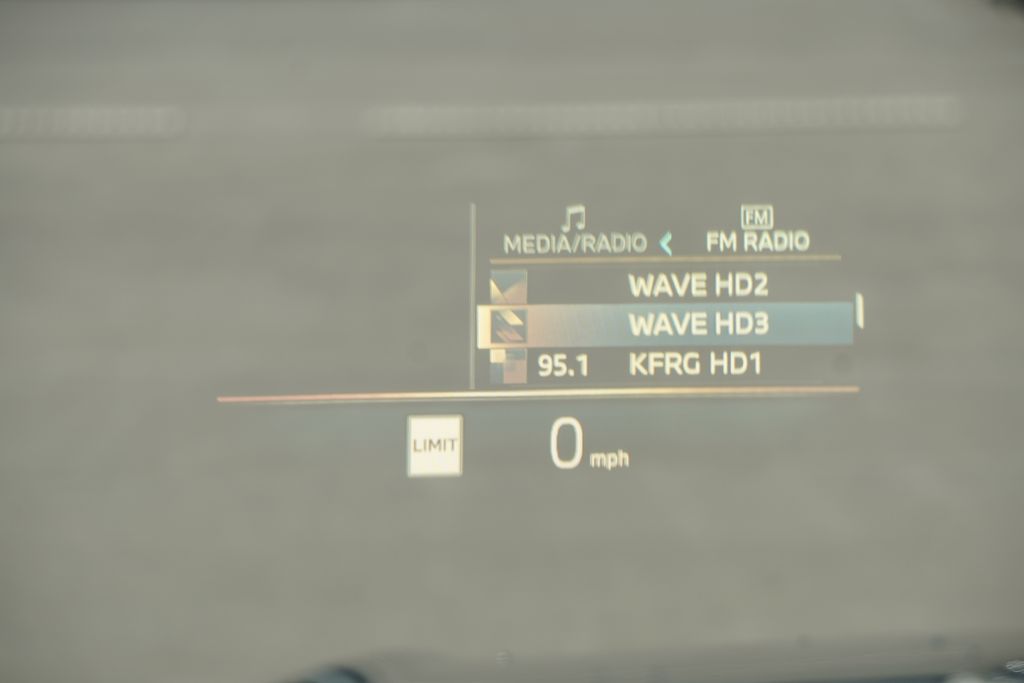 FM
MEDIA/RADIO FM RADIO
WAVE HD2
WAVE HD3
95.1 KFRG HD1
LIMIT 0 mph